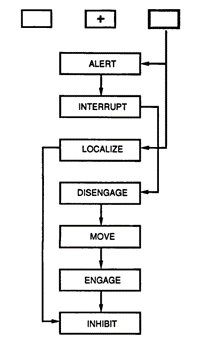 +
ALERT
INTERRUPT
LOCALIZE
DISENGAGE
MOVE
ENGAGE
INHIBIT